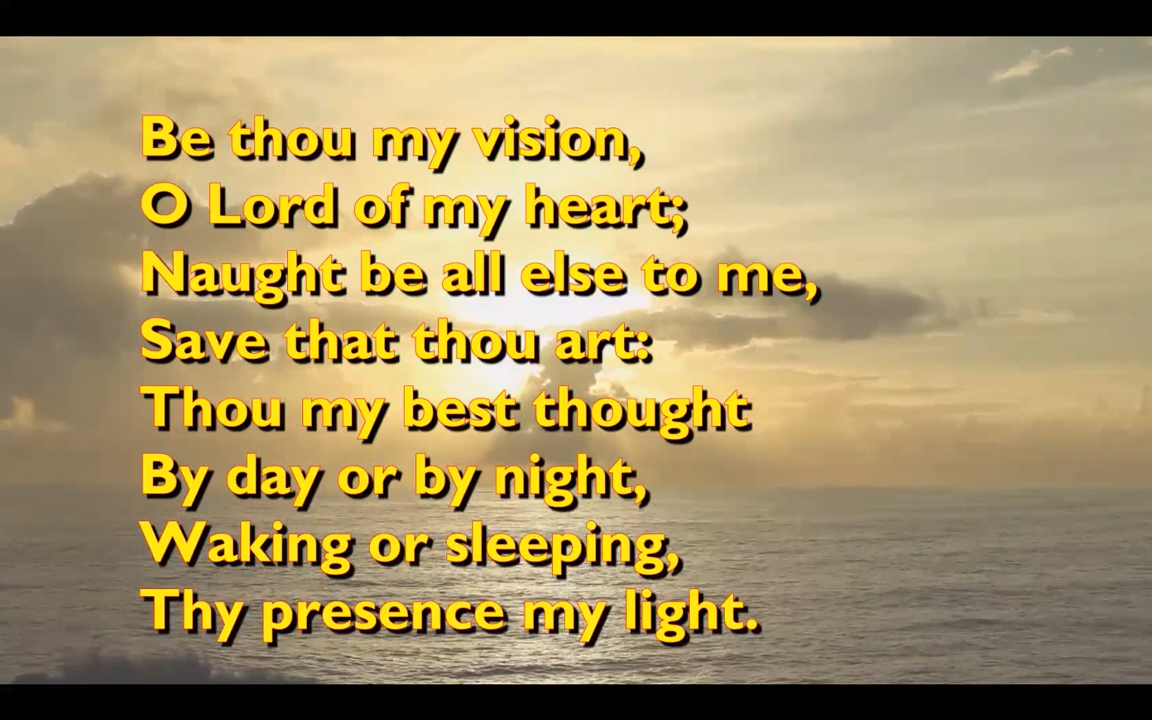 Be thou my vision,
O Lord of my heart;
Naught be all else to me,
Save that thou art:
Thou my best thought
By day or by night,
Waking or sleeping,
Thy presence my light.